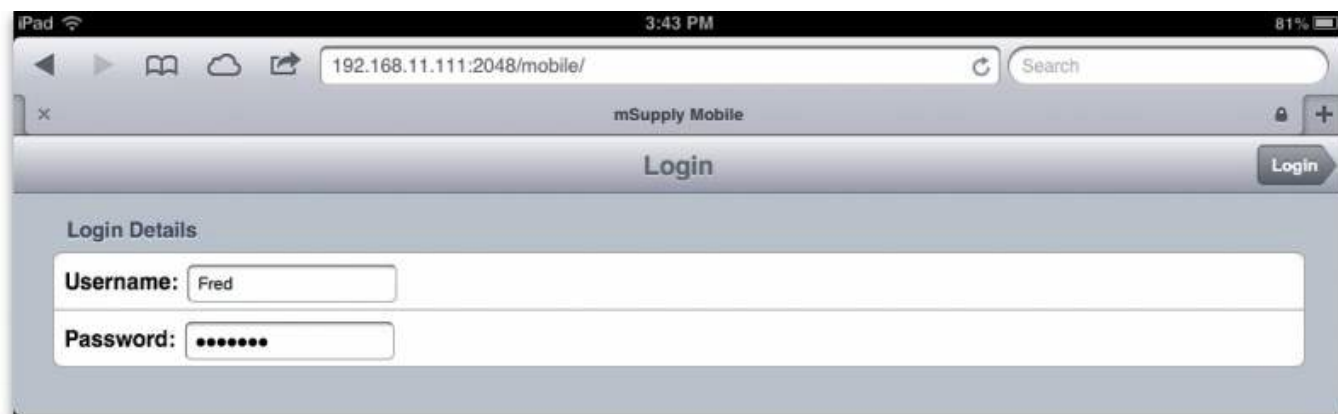 iPad 3:43 PM 81%
192.168.11.111:2048/mobile/ Search
mSupply Mobile
Login Login
Login Details
Username: Fred
Password: •••••••